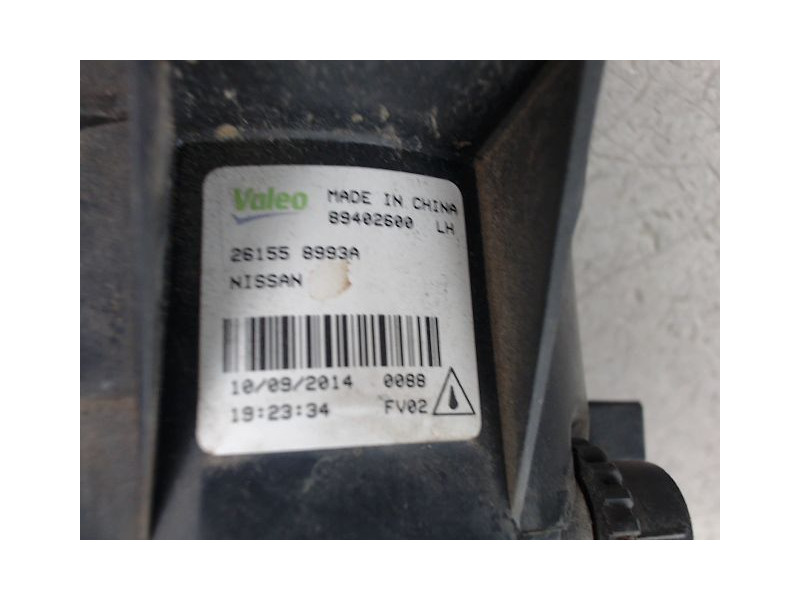 Valeo MADE IN CHINA
89402600 LH
26155 8993A
NISSAN
10/09/2014 0088
19:23:34 FV02